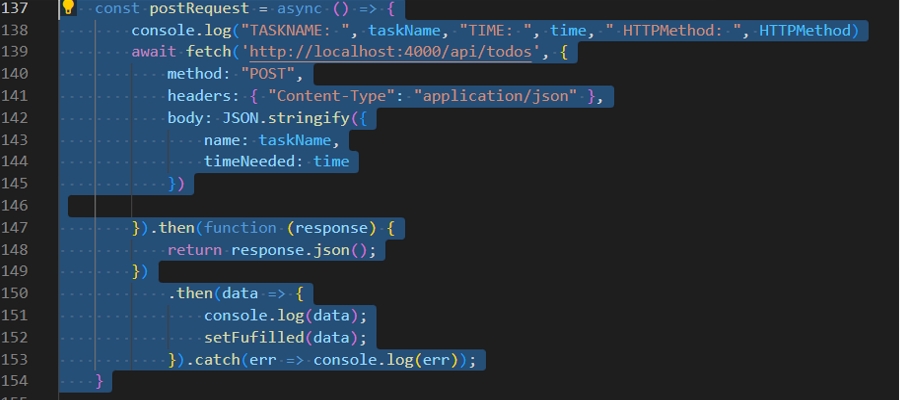 137 const postRequest = async () => {
138 console.log("TASKNAME: ", taskName, "TIME: ", time, " HTTPMethod: ", HTTPMethod)
139 await fetch('http://localhost:4000/api/todos', {
140 method: "POST",
141 headers: { "Content-Type": "application/json" },
142 body: JSON.stringify({
143 name: taskName,
144 timeNeeded: time
145 })
146
147 }).then(function (response) {
148 return response.json();
149 })
150 .then(data => {
151 console.log(data);
152 setFufilled(data);
153 }).catch(err => console.log(err));
154 }